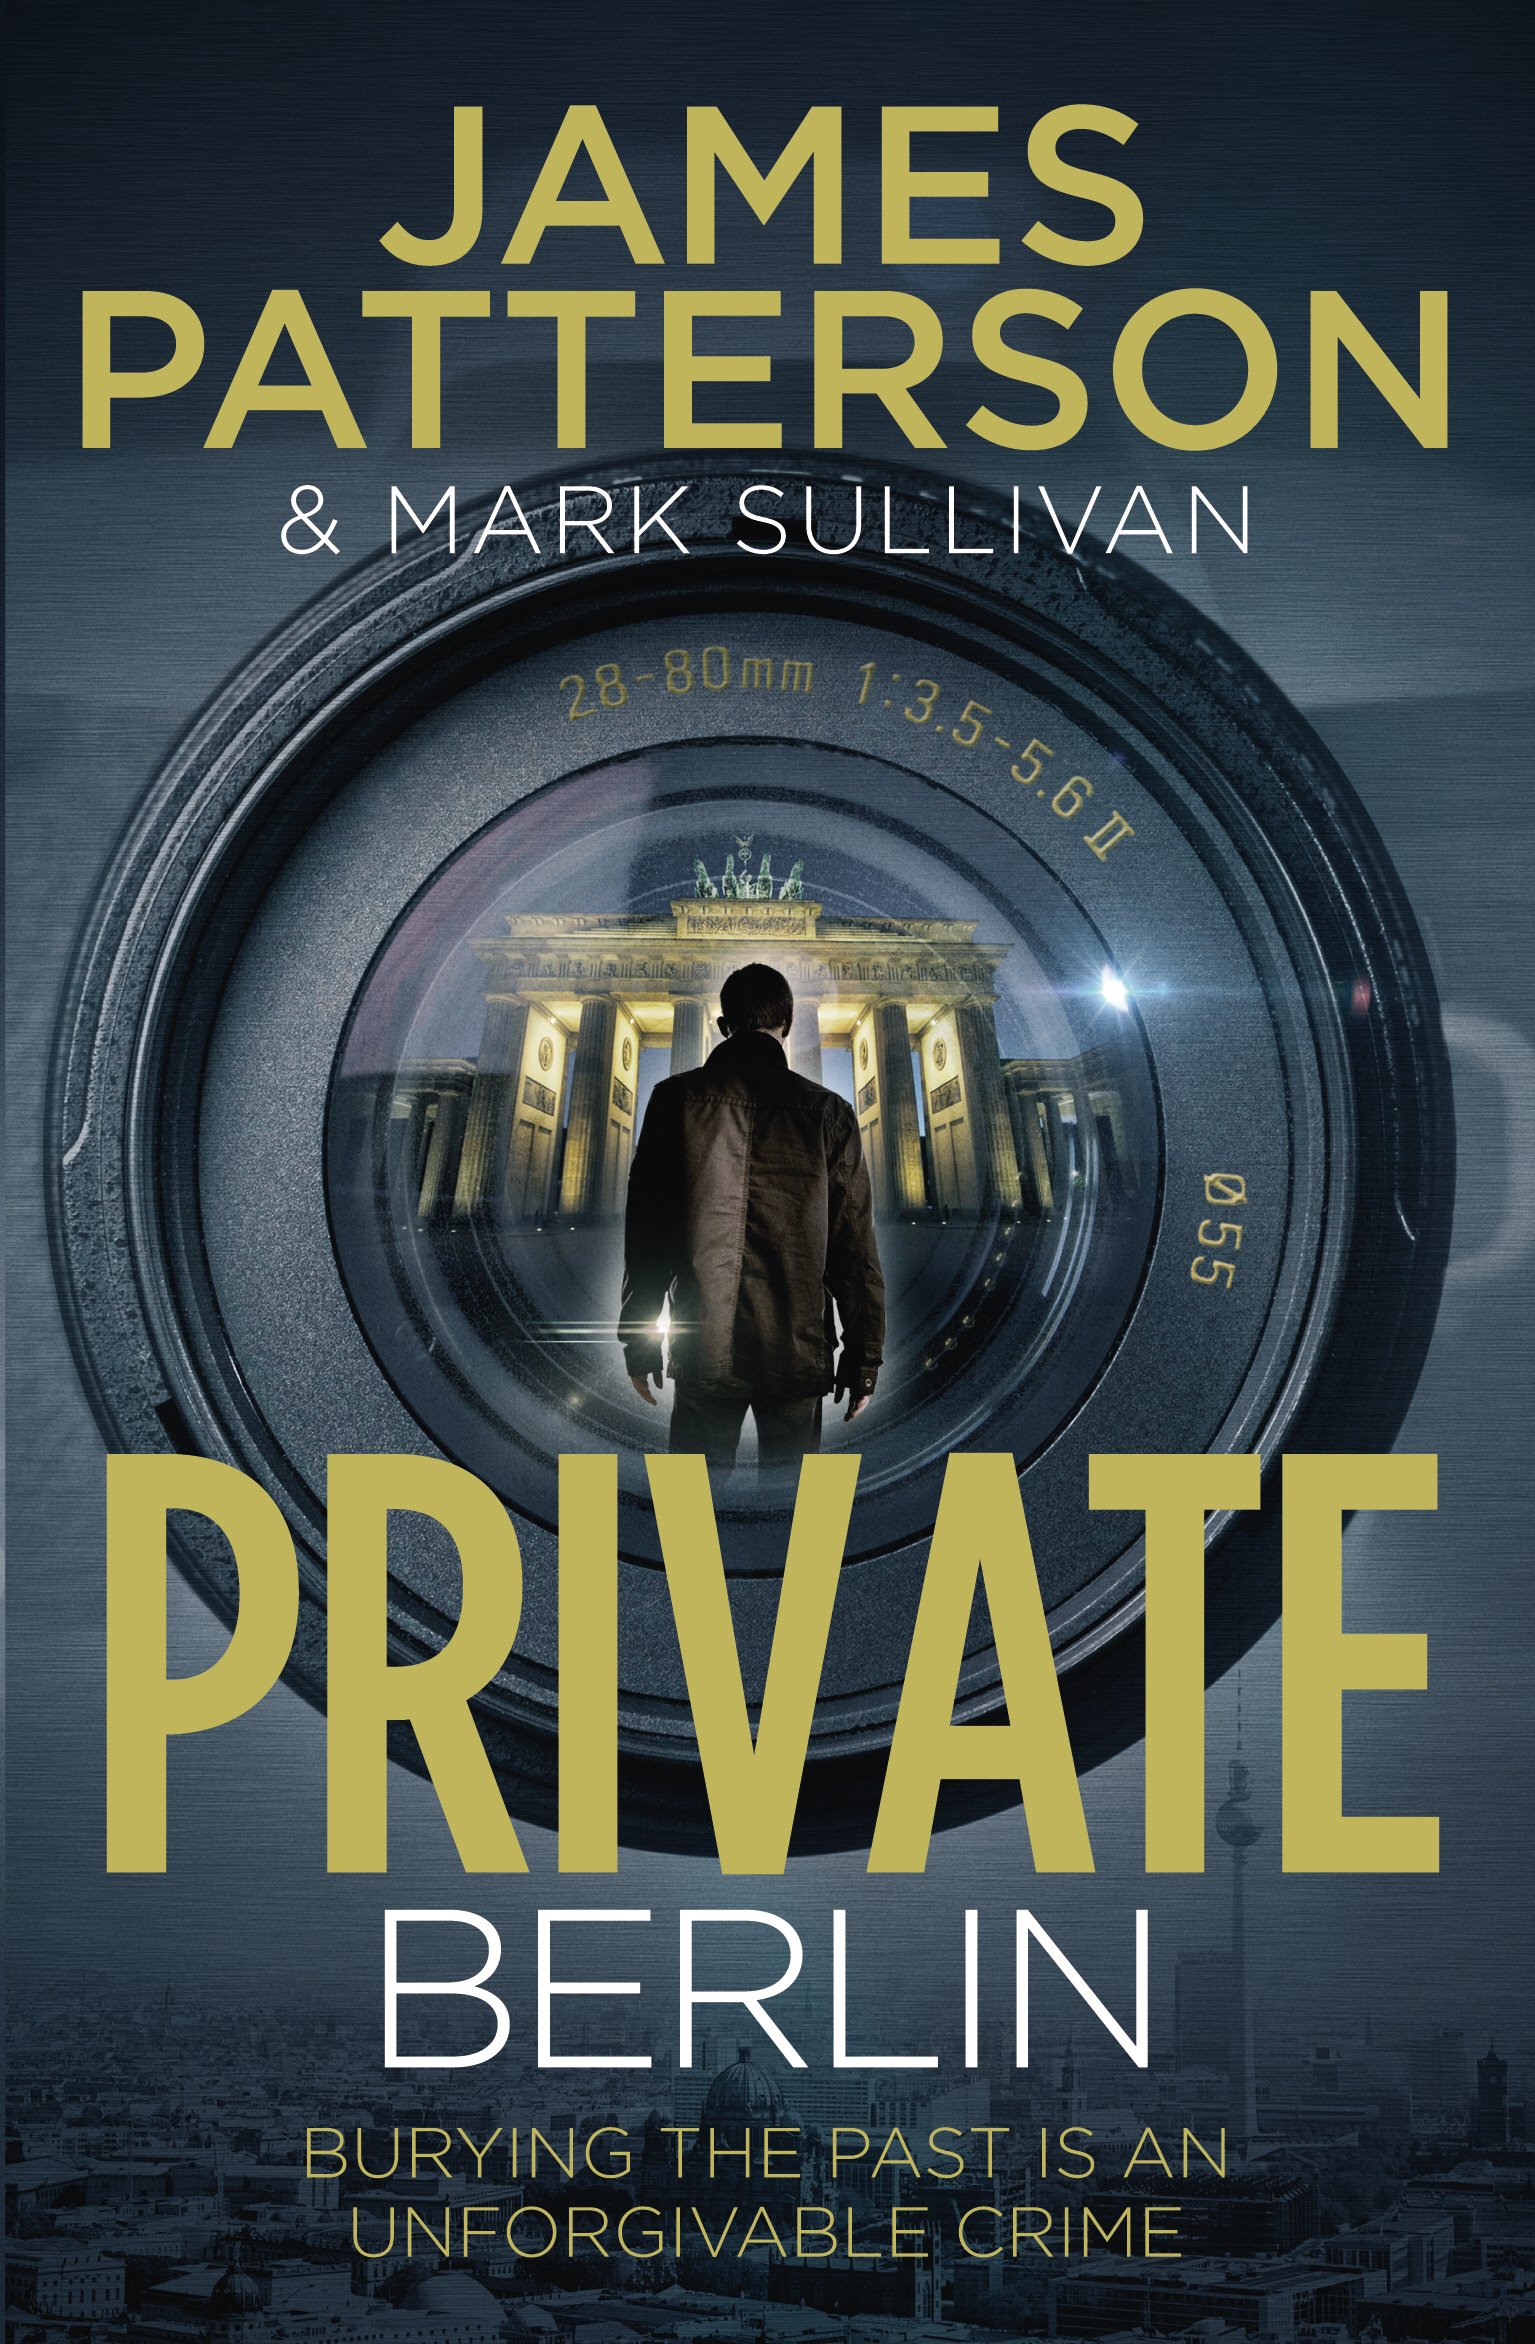 JAMES
PATTERSON
& MARK SULLIVAN
28-80mm 1:3.5-5.6 II
Ø55
PRIVATE
BERLIN
BURYING THE PAST IS AN
UNFORGIVABLE CRIME